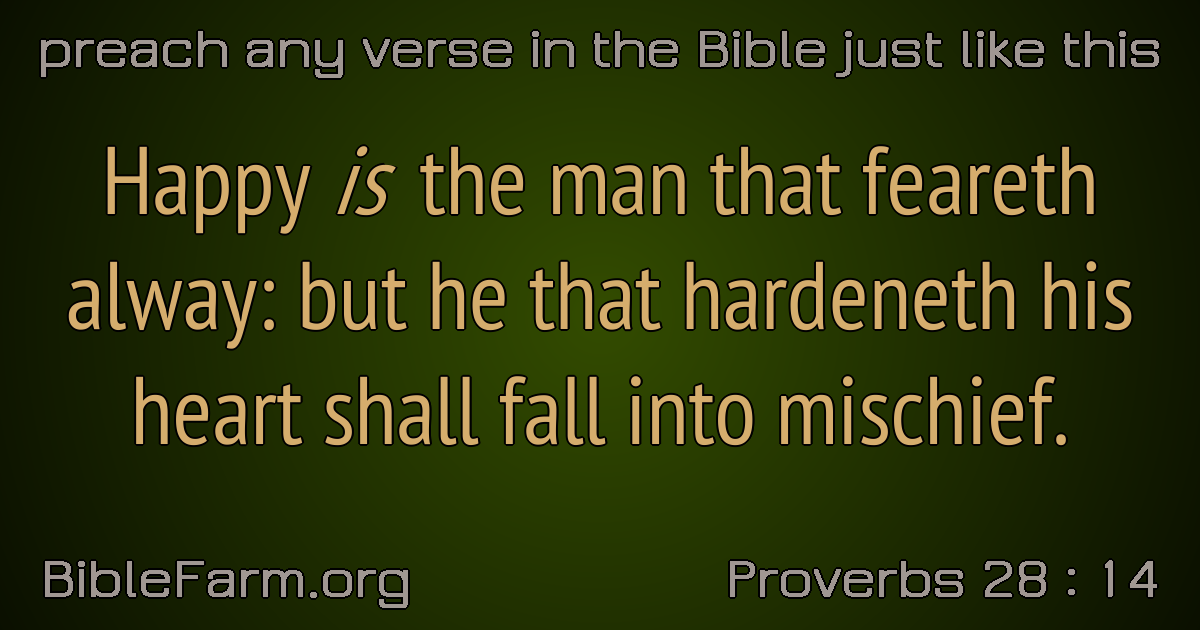 preach any verse in the Bible just like this
Happy is the man that feareth
alway: but he that hardeneth his
heart shall fall into mischief.
BibleFarm.org
Proverbs 28 : 14